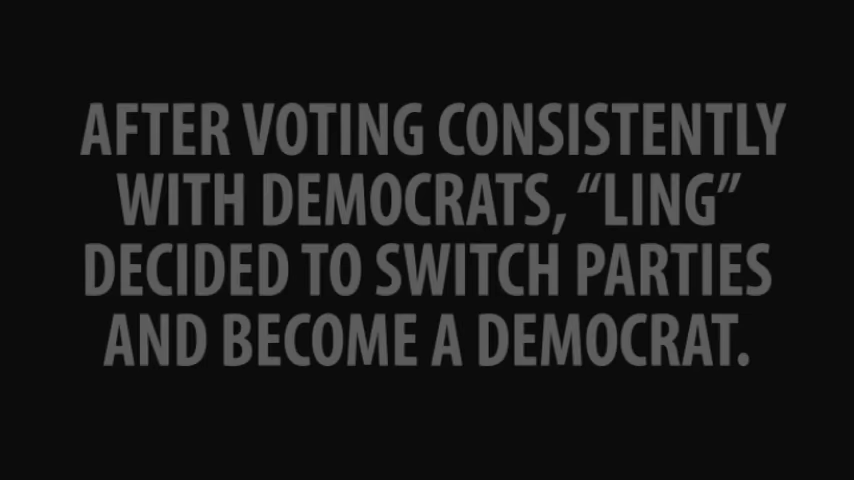 AFTER VOTING CONSISTENTLY
WITH DEMOCRATS, “LING”
DECIDED TO SWITCH PARTIES
AND BECOME A DEMOCRAT.